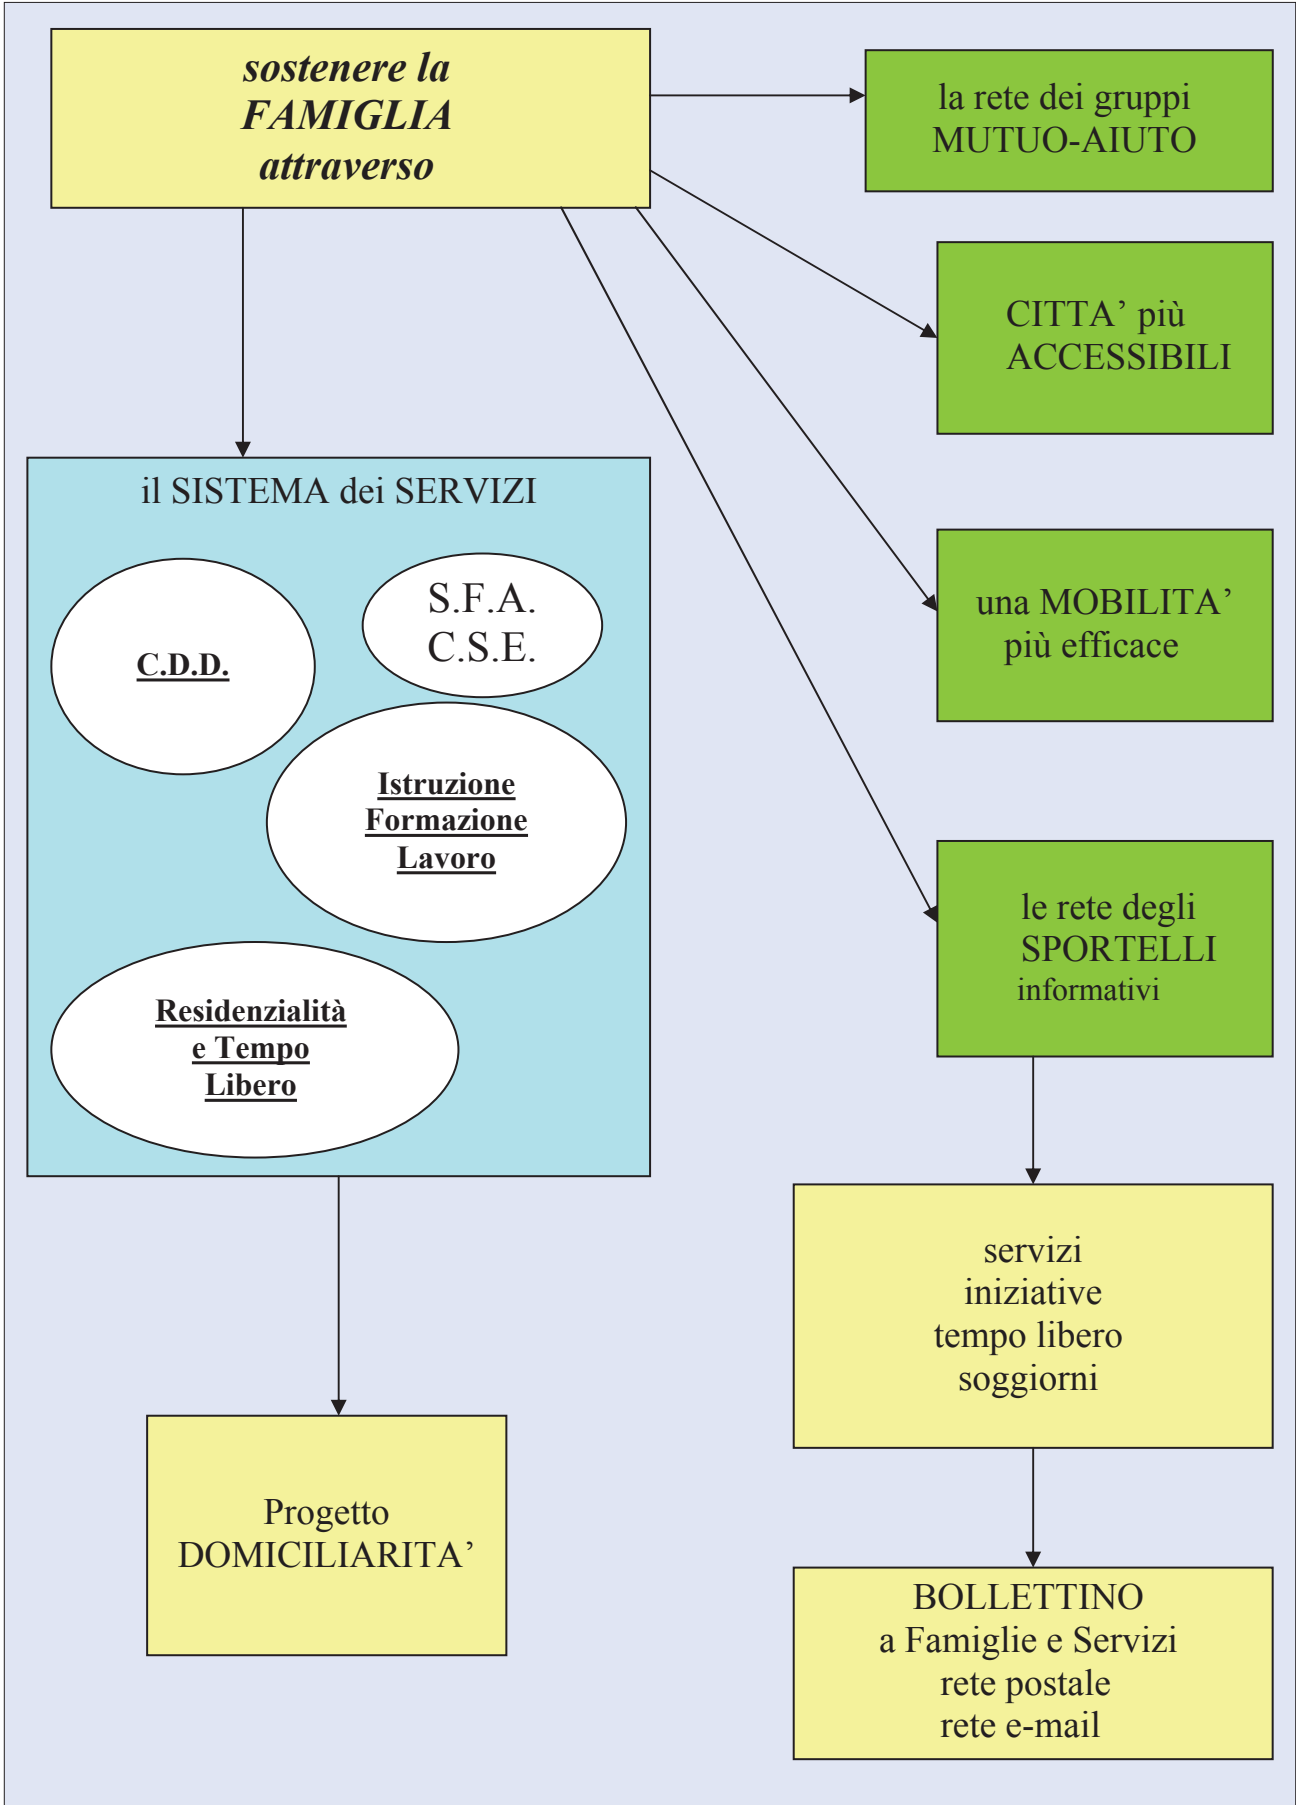 sostenere la
FAMIGLIA
attraverso
la rete dei gruppi
MUTUO-AIUTO
CITTA’ più
ACCESSIBILI
il SISTEMA dei SERVIZI
S.F.A.
C.S.E.
C.D.D.
una MOBILITA’
più efficace
Istruzione
Formazione
Lavoro
le rete degli
SPORTELLI
informativi
Residenzialità
e Tempo
Libero
servizi
iniziative
tempo libero
soggiorni
Progetto
DOMICILIARITA’
BOLLETTINO
a Famiglie e Servizi
rete postale
rete e-mail